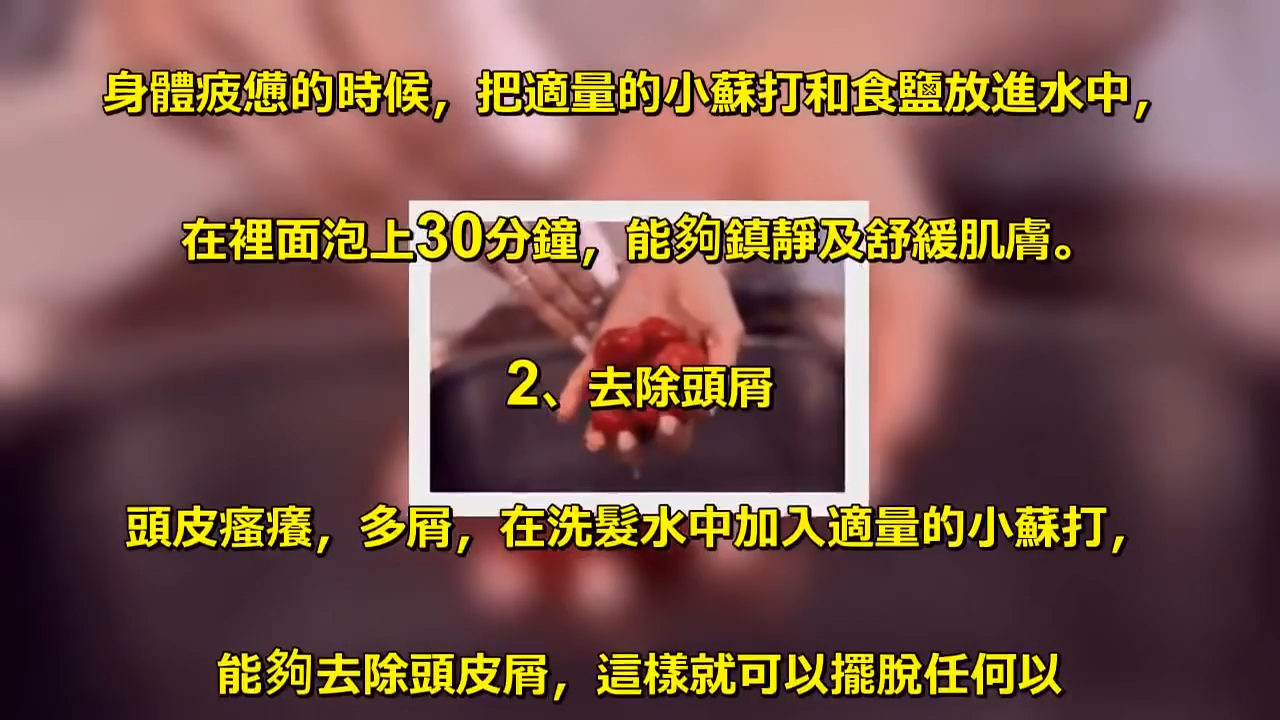 身體疲憊的時候，把適量的小蘇打和食鹽放進水中，
在裡面泡上30分鐘，能夠鎮靜及舒緩肌膚。
2、去除頭屑
頭皮瘙癢，多屑，在洗髮水中加入適量的小蘇打，
能夠去除頭皮屑，這樣就可以擺脫任何以